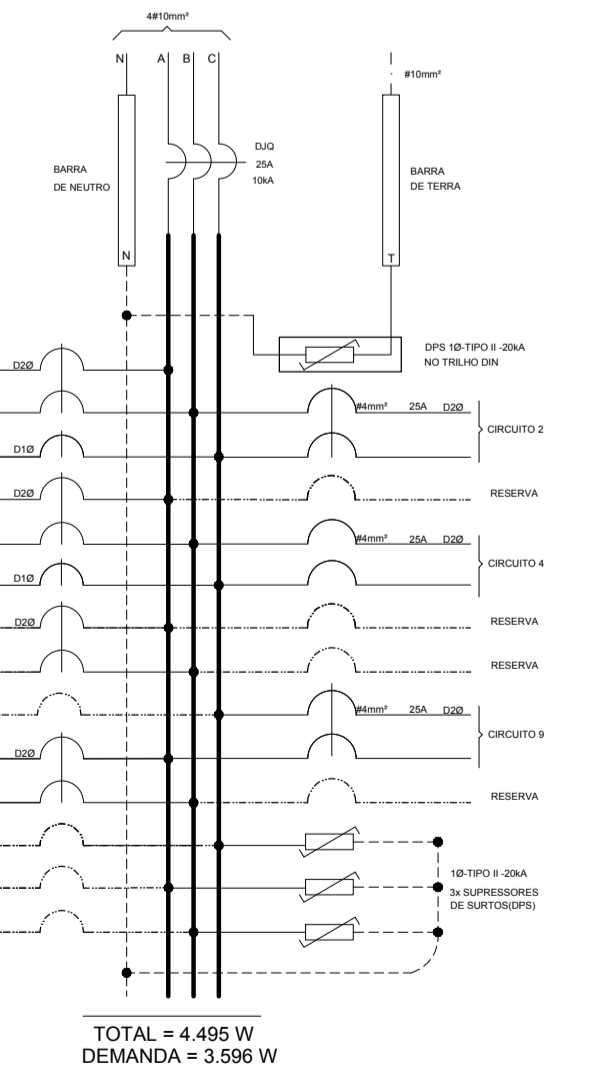 4#10mm²
N A B C
#10mm²
DJQ
25A
10kA
BARRA
DE NEUTRO
BARRA
DE TERRA
N
T
DPS 1Ø-TIPO II -20kA
NO TRILHO DIN
D2Ø
#4mm² 25A D2Ø
CIRCUITO 2
D1Ø
D2Ø
RESERVA
#4mm² 25A D2Ø
CIRCUITO 4
D1Ø
D2Ø
RESERVA
RESERVA
#4mm² 25A D2Ø
CIRCUITO 9
D2Ø
RESERVA
1Ø-TIPO II -20kA
3x SUPRESSORES
DE SURTOS(DPS)
TOTAL = 4.495 W
DEMANDA = 3.596 W